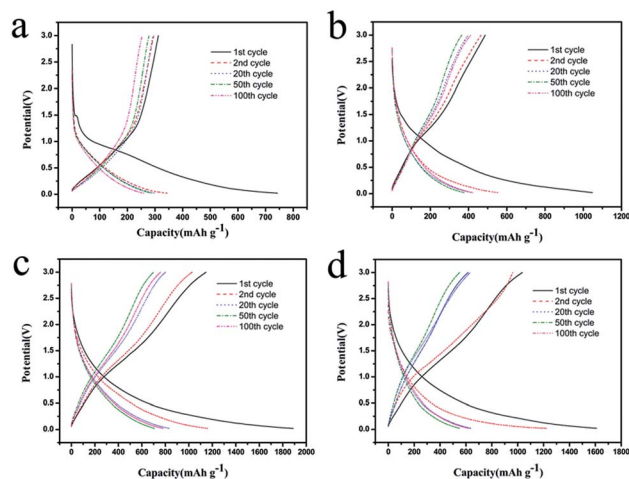 a
3.0
2.5
2.0
1.5
1.0
0.5
0.0
Potential(V)
1st cycle
2nd cycle
20th cycle
50th cycle
100th cycle
0 100 200 300 400 500 600 700 800
Capacity(mAh g-1)
b
3.0
2.5
2.0
1.5
1.0
0.5
0.0
Potential(V)
1st cycle
2nd cycle
20th cycle
50th cycle
100th cycle
0 200 400 600 800 1000 1200
Capacity(mAh g-1)
c
3.0
2.5
2.0
1.5
1.0
0.5
0.0
Potential(V)
1st cycle
2nd cycle
20th cycle
50th cycle
100th cycle
0 200 400 600 800 1000 1200 1400 1600 1800 2000
Capacity(mAh g-1)
d
3.0
2.5
2.0
1.5
1.0
0.5
0.0
Potential(V)
1st cycle
2nd cycle
20th cycle
50th cycle
100th cycle
0 200 400 600 800 1000 1200 1400 1600 1800
Capacity(mAh g-1)